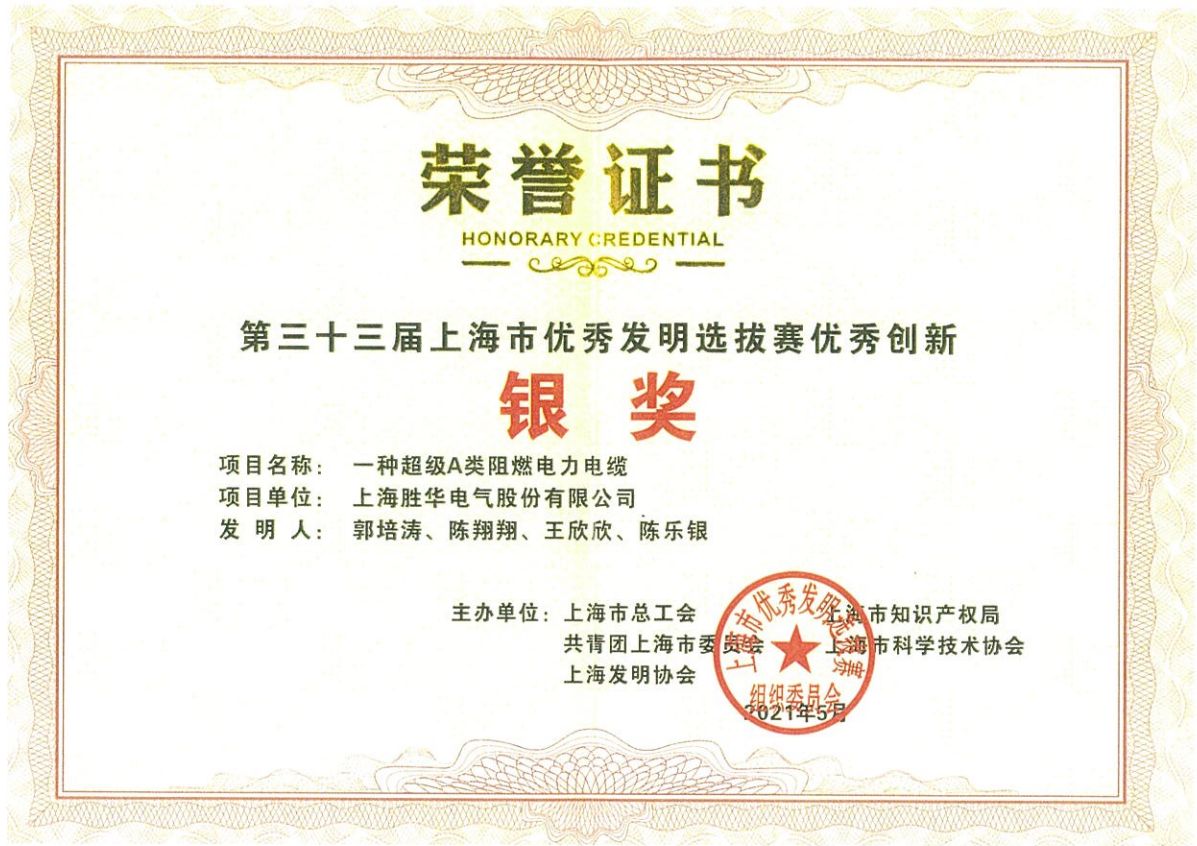 荣誉证书
HONORARY CREDENTIAL
第三十三届上海市优秀发明选拔赛优秀创新
银 奖
项目名称： 一种超级A类阻燃电力电缆
项目单位： 上海胜华电气股份有限公司
发 明 人： 郭培涛、陈翔翔、王欣欣、陈乐银
主办单位：上海市总工会 上海市知识产权局
共青团上海市委员会 上海市科学技术协会
上海发明协会
2021年5月
上海市优秀发明选拔赛
组织委员会